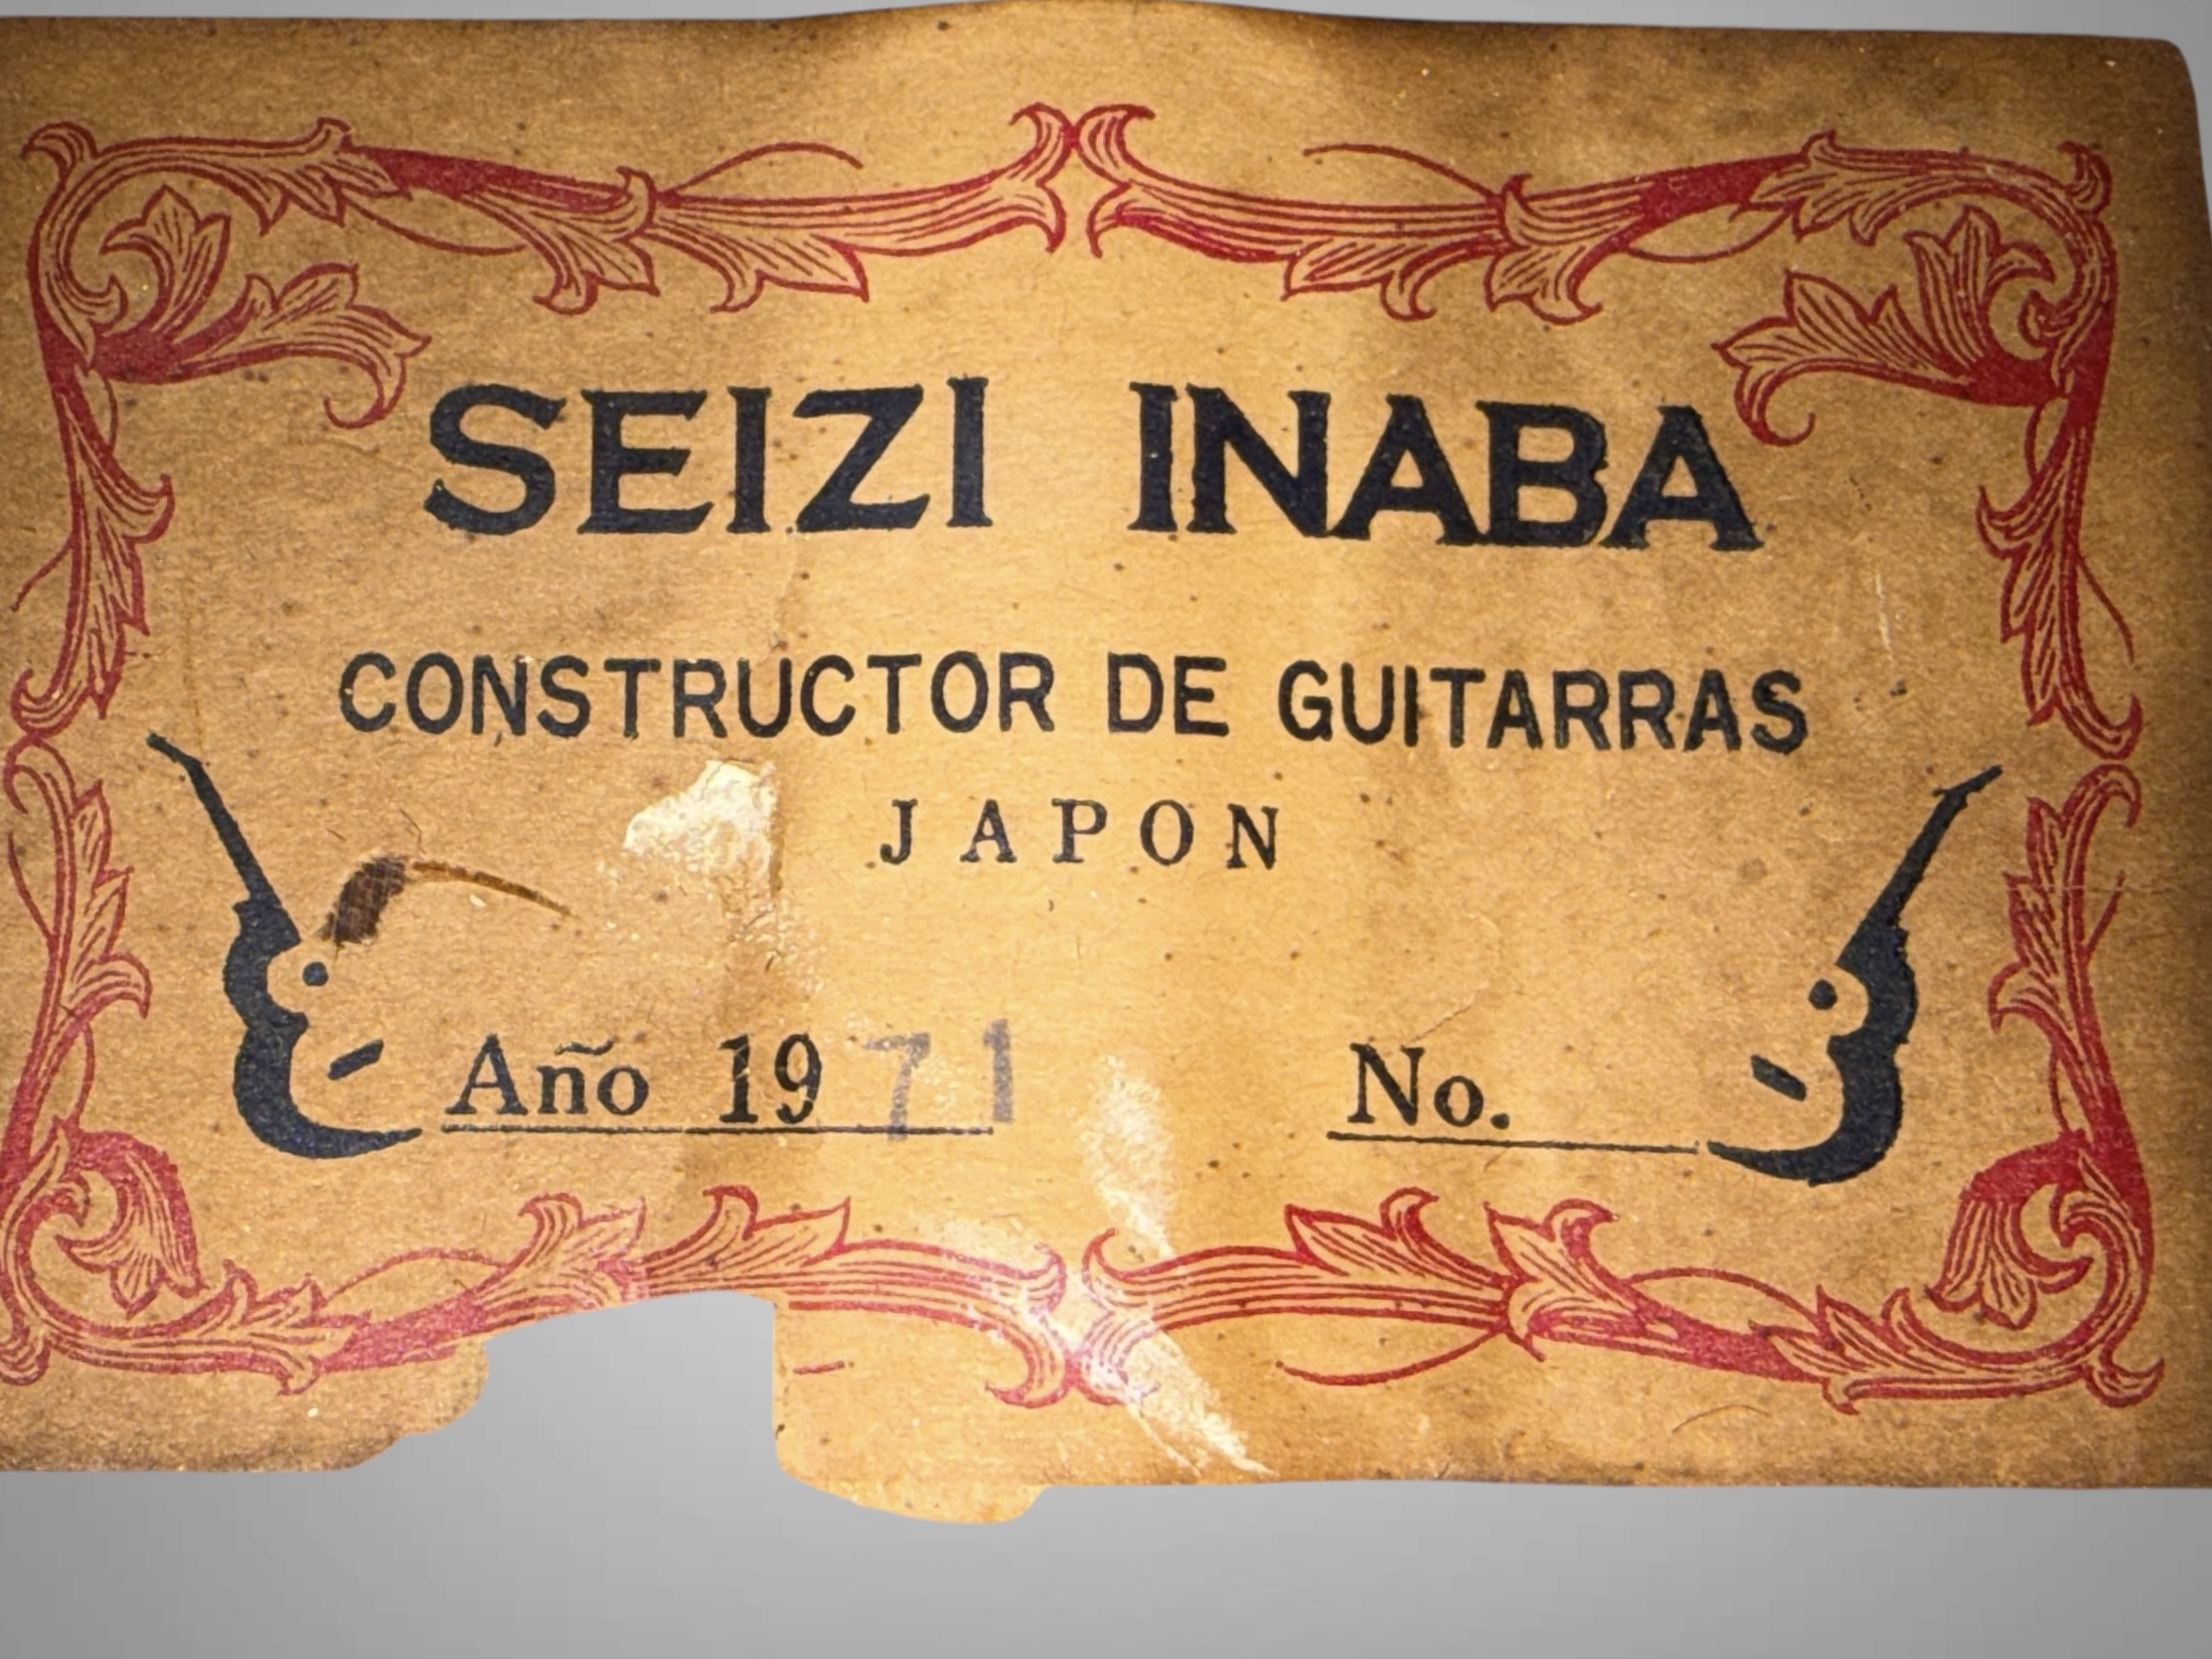 SEIZI INABA
CONSTRUCTOR DE GUITARRAS
JAPON
Año 1971 No.